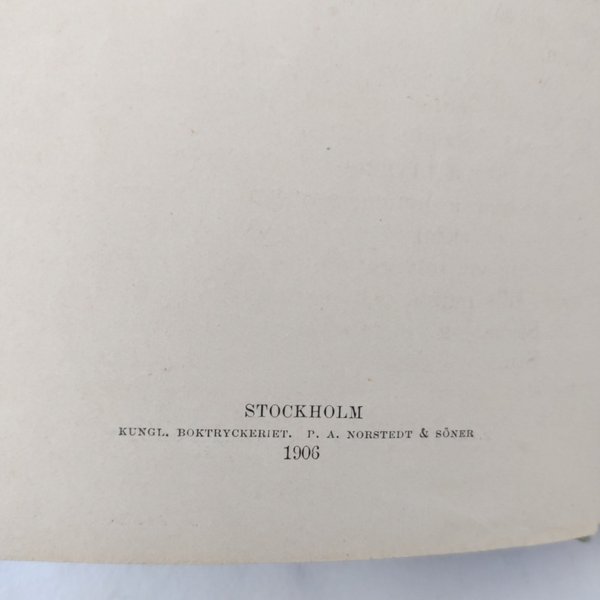 STOCKHOLM
KUNGL. BOKTRYCKERIET. P. A. NORSTEDT & SÖNER
1906